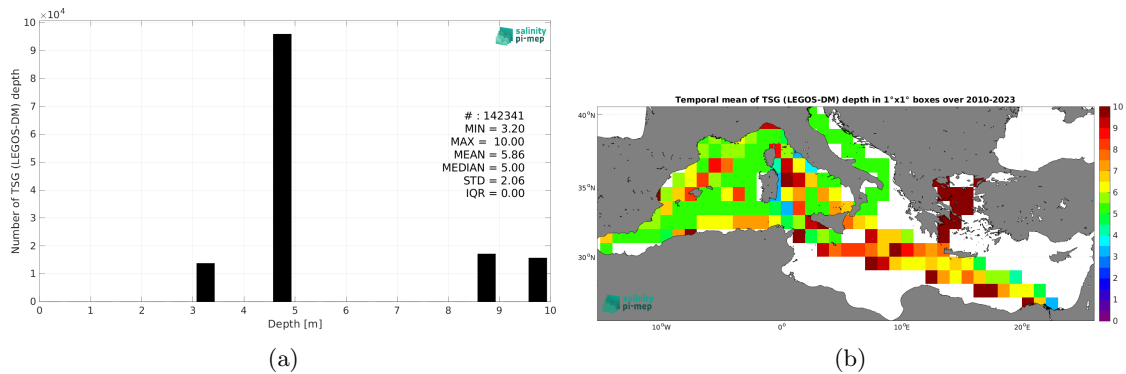 ×10⁴
10
9
8
7
6
5
4
3
2
1
0
Number of TSG (LEGOS-DM) depth
salinity
pi-mep
# : 142341
MIN = 3.20
MAX = 10.00
MEAN = 5.86
MEDIAN = 5.00
STD = 2.06
IQR = 0.00
0 1 2 3 4 5 6 7 8 9 10
Depth [m]
(a)
Temporal mean of TSG (LEGOS-DM) depth in 1°x1° boxes over 2010-2023
40°N
35°N
30°N
salinity
pi-mep
10°W 0° 10°E 20°E
10
9
8
7
6
5
4
3
2
1
0
(b)